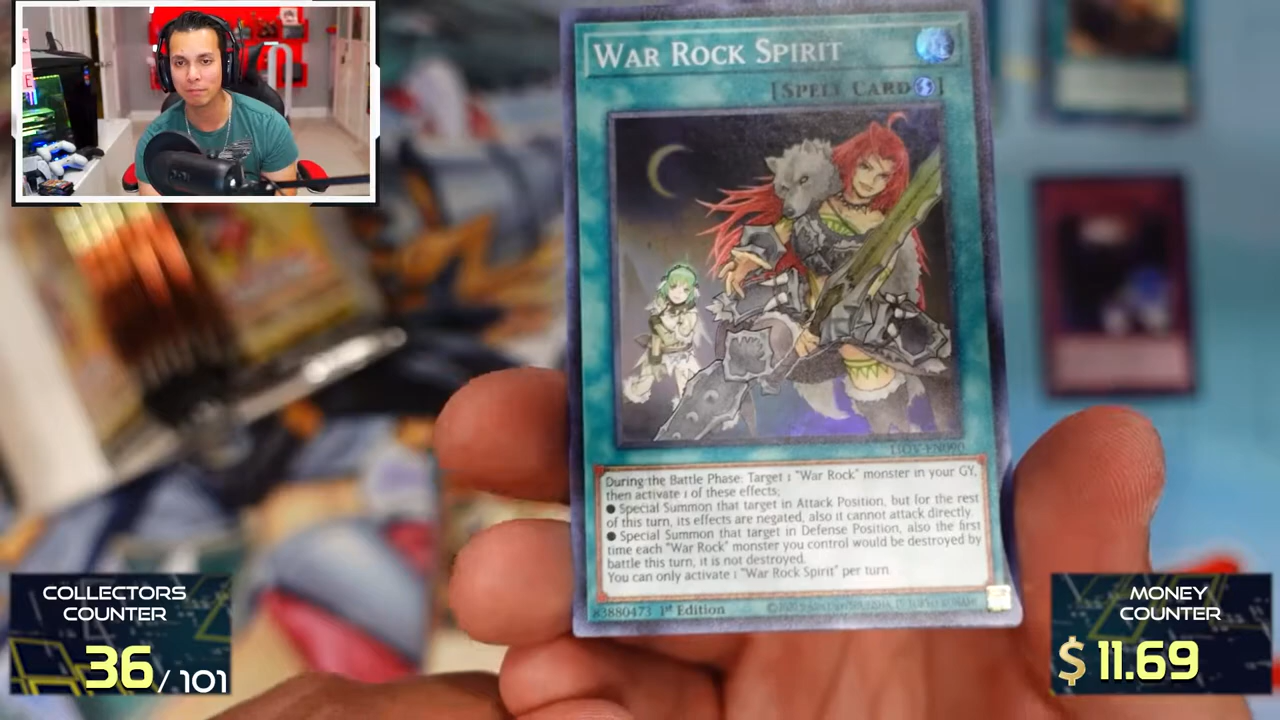 WAR ROCK SPIRIT
[SPELL CARD]
LIOV-EN090
During the Battle Phase: Target 1 "War Rock" monster in your GY,
then activate 1 of these effects;
● Special Summon that target in Attack Position, but for the rest
of this turn, its effects are negated, also it cannot attack directly.
● Special Summon that target in Defense Position, also the first
time each "War Rock" monster you control would be destroyed by
battle this turn, it is not destroyed.
You can only activate 1 "War Rock Spirit" per turn.
83880473 1st Edition
COLLECTORS
COUNTER
36/101
MONEY
COUNTER
$ 11.69